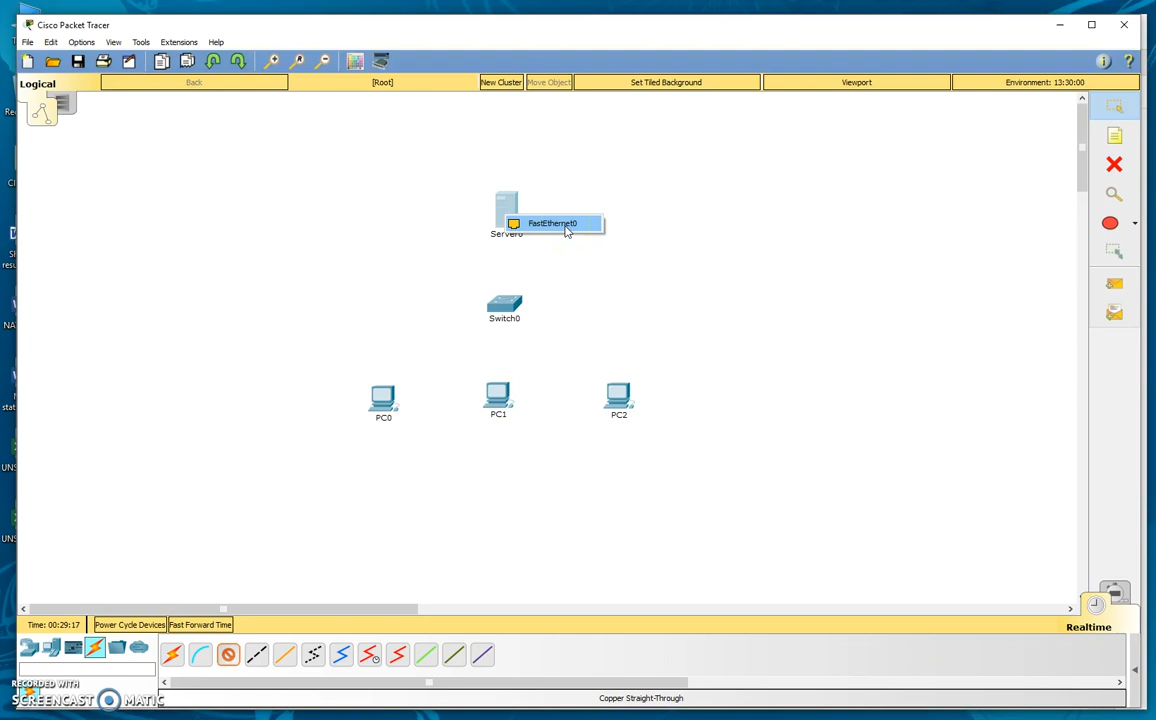 Cisco Packet Tracer
File Edit Options View Tools Extensions Help
Logical Back [Root] New Cluster Move Object Set Tiled Background Viewport Environment: 13:30:00
FastEthernet0
Server0
Switch0
PC0 PC1 PC2
Time: 00:29:17 Power Cycle Devices Fast Forward Time
Realtime
RECORDED WITH
SCREENCAST MATIC
Copper Straight-Through